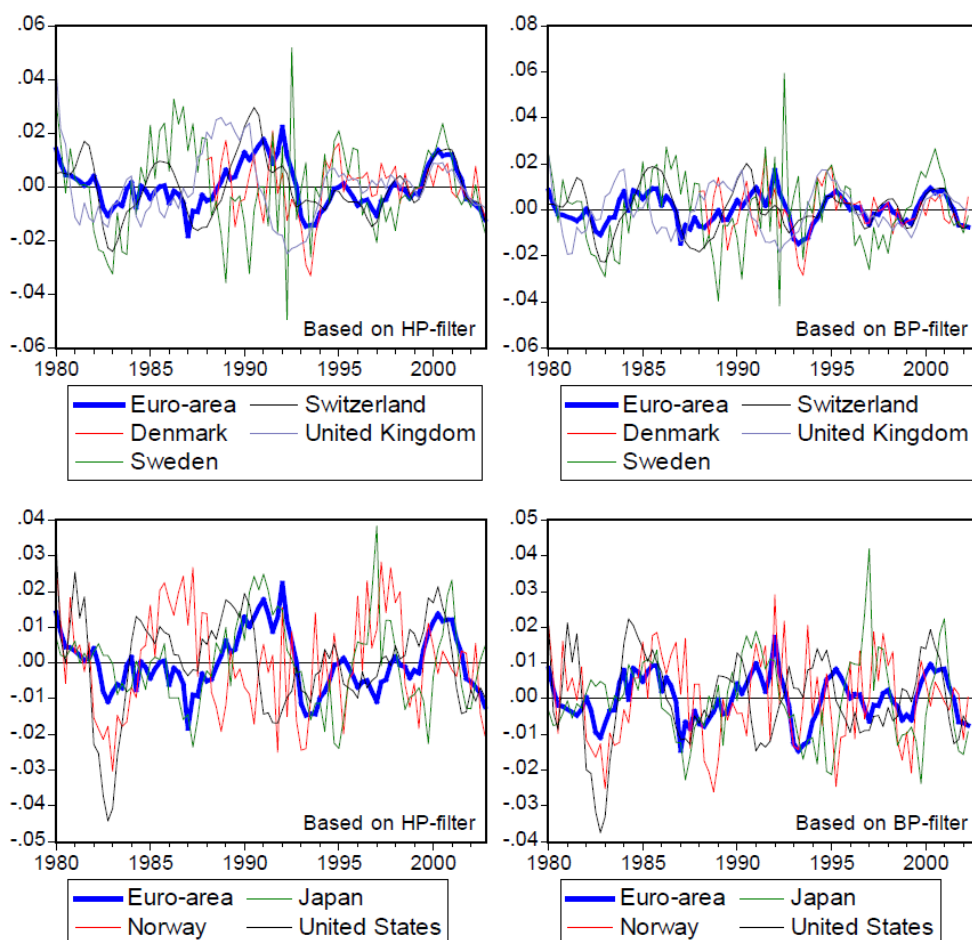 .06
.04
.02
.00
-.02
-.04
-.06
Based on HP-filter
1980 1985 1990 1995 2000
Euro-area Switzerland
Denmark United Kingdom
Sweden
.08
.06
.04
.02
.00
-.02
-.04
-.06
Based on BP-filter
1980 1985 1990 1995 2000
Euro-area Switzerland
Denmark United Kingdom
Sweden
.04
.03
.02
.01
.00
-.01
-.02
-.03
-.04
-.05
Based on HP-filter
1980 1985 1990 1995 2000
Euro-area Japan
Norway United States
.05
.04
.03
.02
.01
.00
-.01
-.02
-.03
-.04
Based on BP-filter
1980 1985 1990 1995 2000
Euro-area Japan
Norway United States